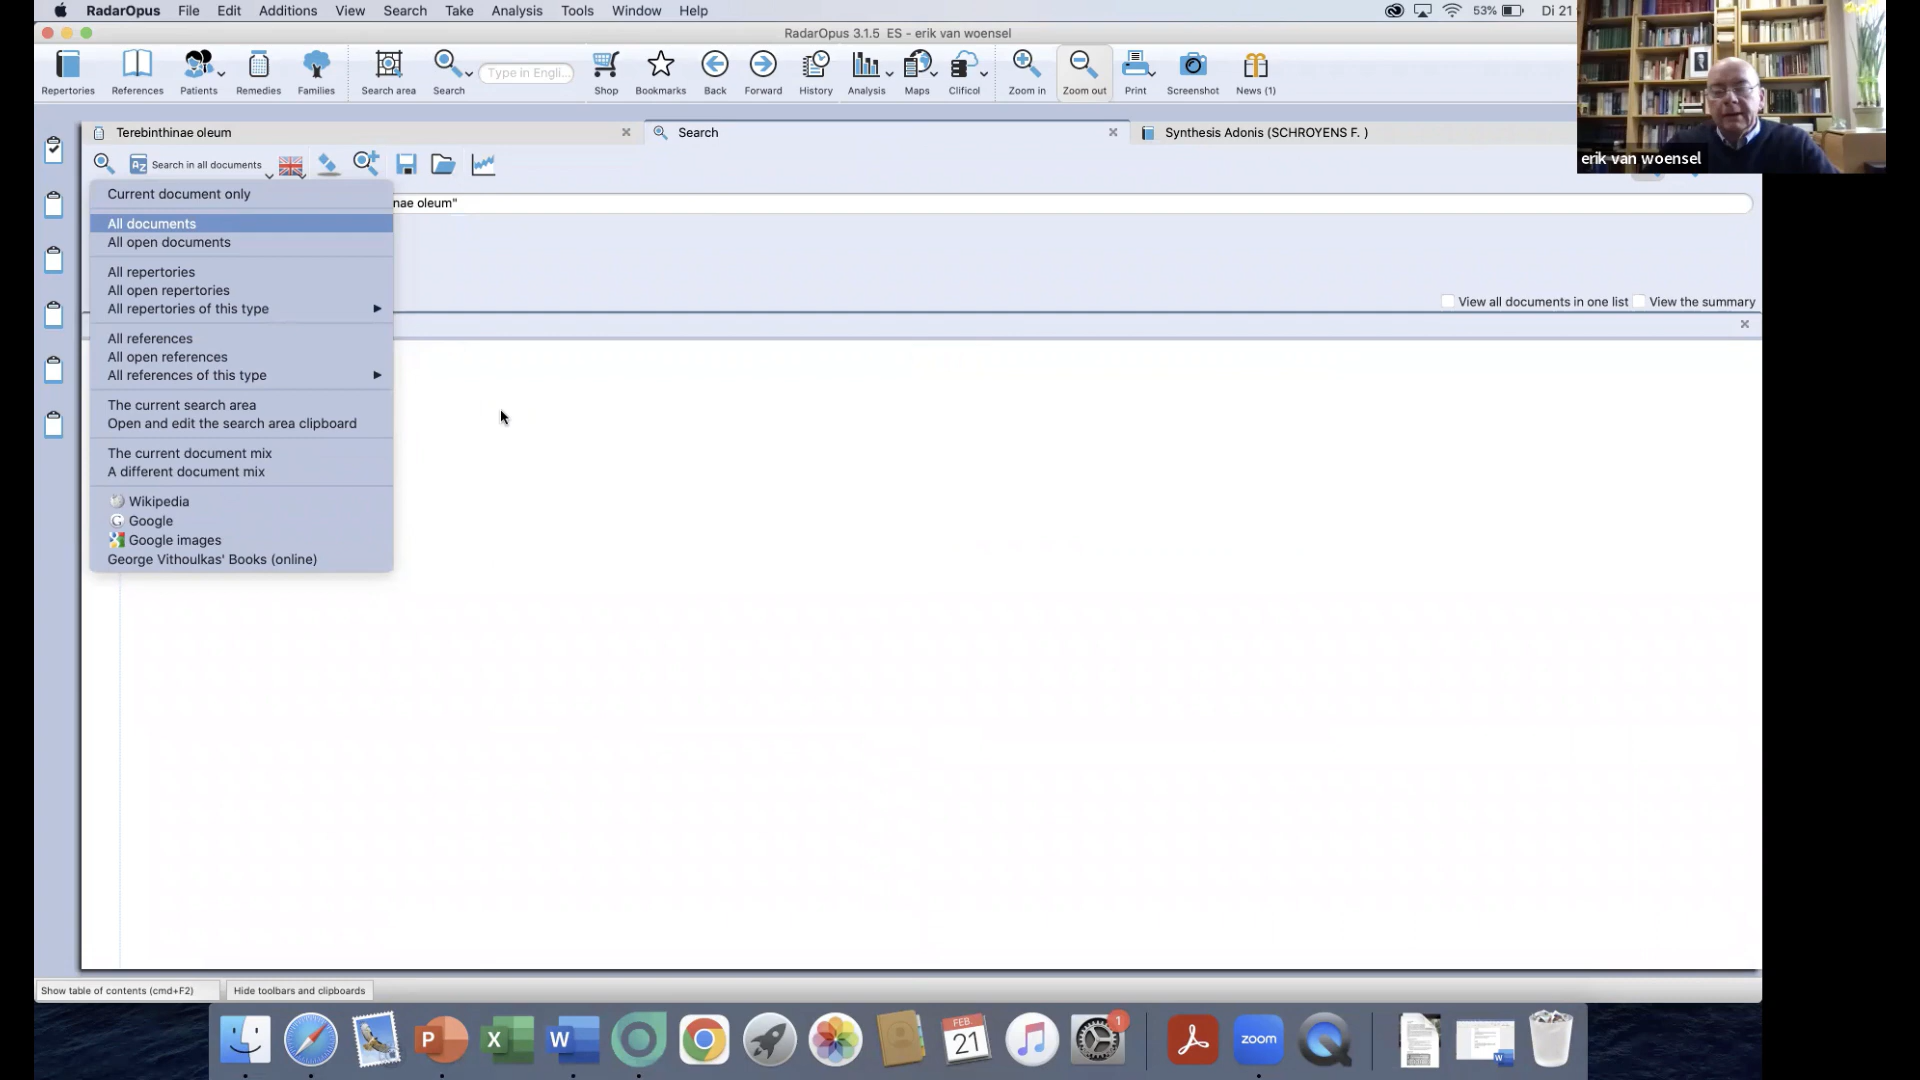 RadarOpus File Edit Additions View Search Take Analysis Tools Window Help 53% Di 21
RadarOpus 3.1.5 ES - erik van woensel
Type in Engli...
Repertories References Patients Remedies Families Search area Search Shop Bookmarks Back Forward History Analysis Maps Clificol Zoom in Zoom out Print Screenshot News (1)
Terebinthinae oleum Search Synthesis Adonis (SCHROYENS F. )
erik van woensel
AZ Search in all documents
Current document only
nae oleum"
All documents
All open documents
All repertories
All open repertories
View all documents in one list View the summary
All repertories of this type
All references
All open references
All references of this type
The current search area
Open and edit the search area clipboard
The current document mix
A different document mix
Wikipedia
G Google
Google images
George Vithoulkas' Books (online)
Show table of contents (cmd+F2) Hide toolbars and clipboards
P X W FEB 21 1 zoom W